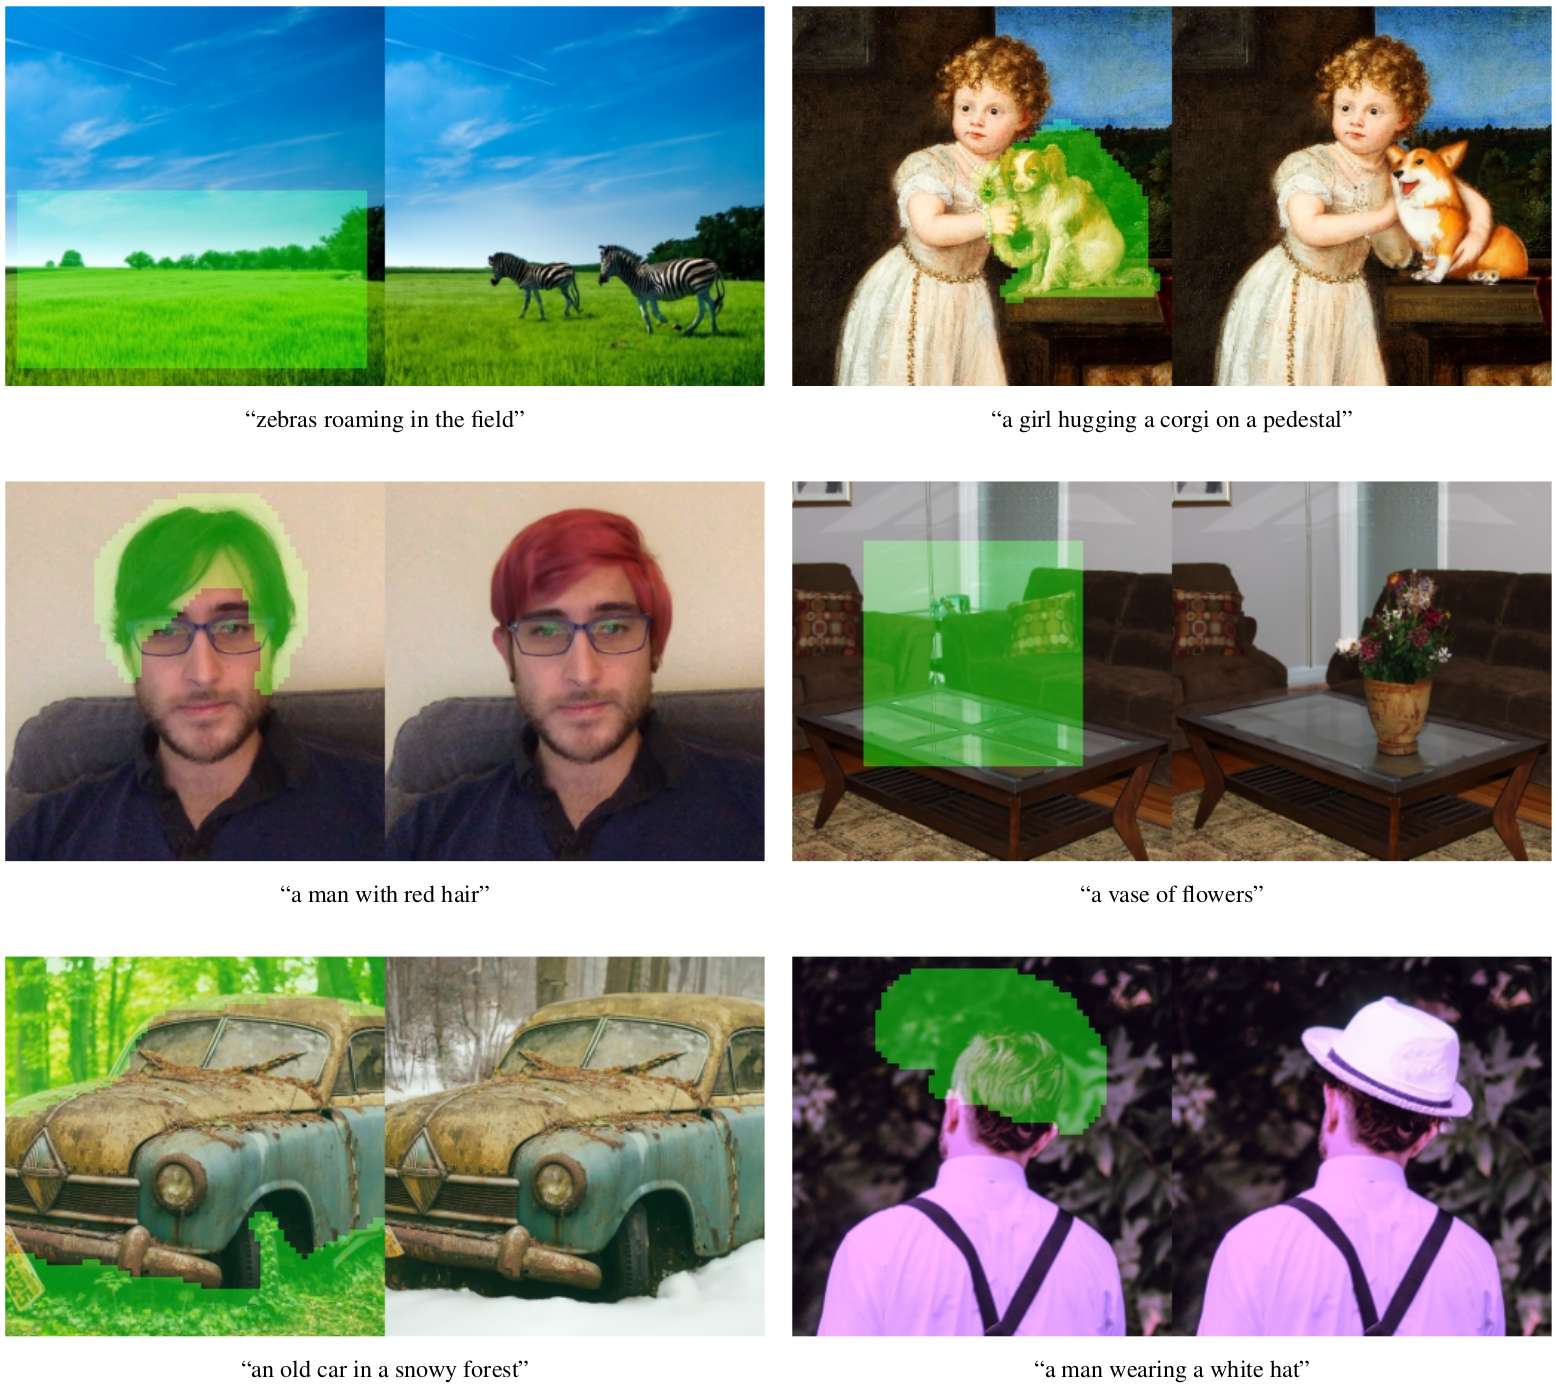 “zebras roaming in the field”
“a girl hugging a corgi on a pedestal”
“a man with red hair”
“a vase of flowers”
“an old car in a snowy forest”
“a man wearing a white hat”